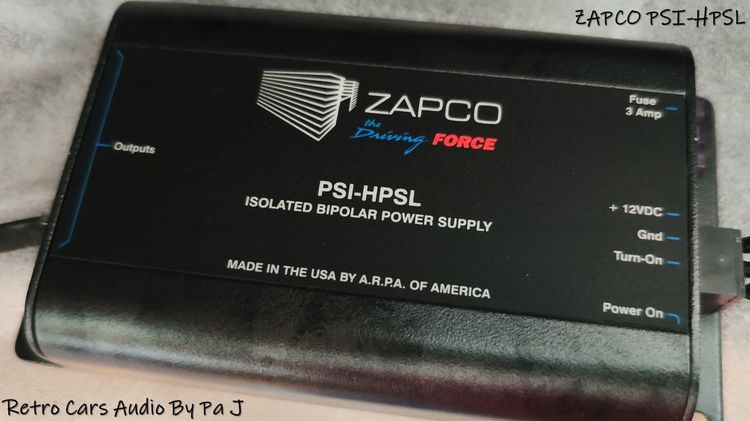 ZAPCO PSI-HPSL
ZAPCO
the Driving FORCE
Fuse
3 Amp
Outputs
PSI-HPSL
ISOLATED BIPOLAR POWER SUPPLY
+ 12VDC
Gnd
Turn-On
MADE IN THE USA BY A.R.P.A. OF AMERICA
Power On
Retro Cars Audio By Pa J